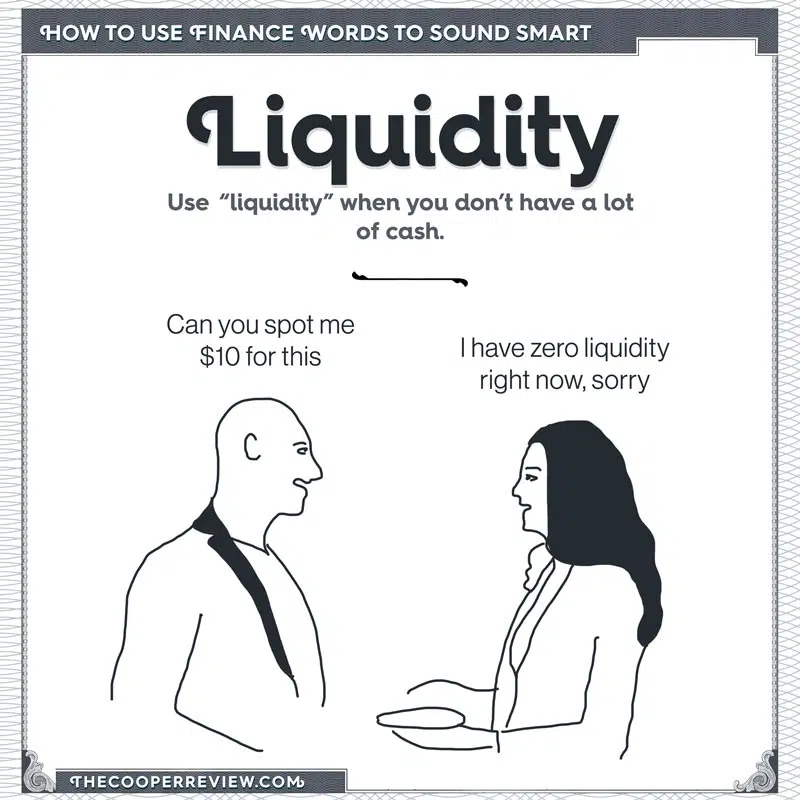 HOW TO USE FINANCE WORDS TO SOUND SMART
Liquidity
Use “liquidity” when you don’t have a lot
of cash.
Can you spot me
$10 for this
I have zero liquidity
right now, sorry
THECOOPERREVIEW.COM